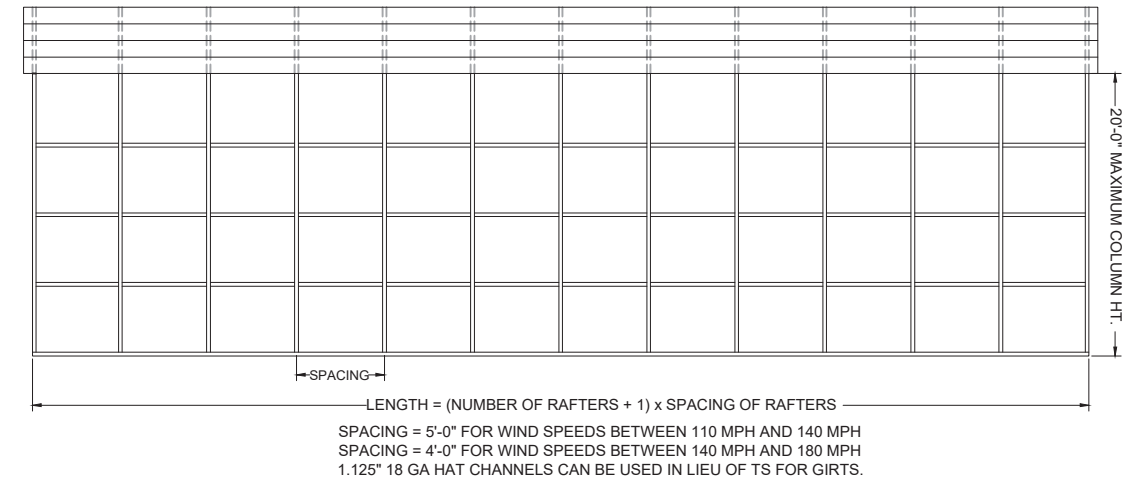 20'-0" MAXIMUM COLUMN HT.
SPACING
LENGTH = (NUMBER OF RAFTERS + 1) x SPACING OF RAFTERS
SPACING = 5'-0" FOR WIND SPEEDS BETWEEN 110 MPH AND 140 MPH
SPACING = 4'-0" FOR WIND SPEEDS BETWEEN 140 MPH AND 180 MPH
1.125" 18 GA HAT CHANNELS CAN BE USED IN LIEU OF TS FOR GIRTS.